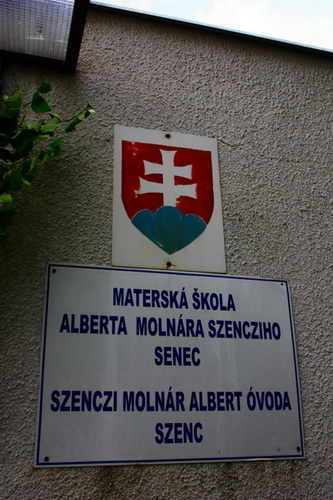 MATERSKÁ ŠKOLA
ALBERTA MOLNÁRA SZENCZIHO
SENEC
SZENCZI MOLNÁR ALBERT ÓVODA
SZENC